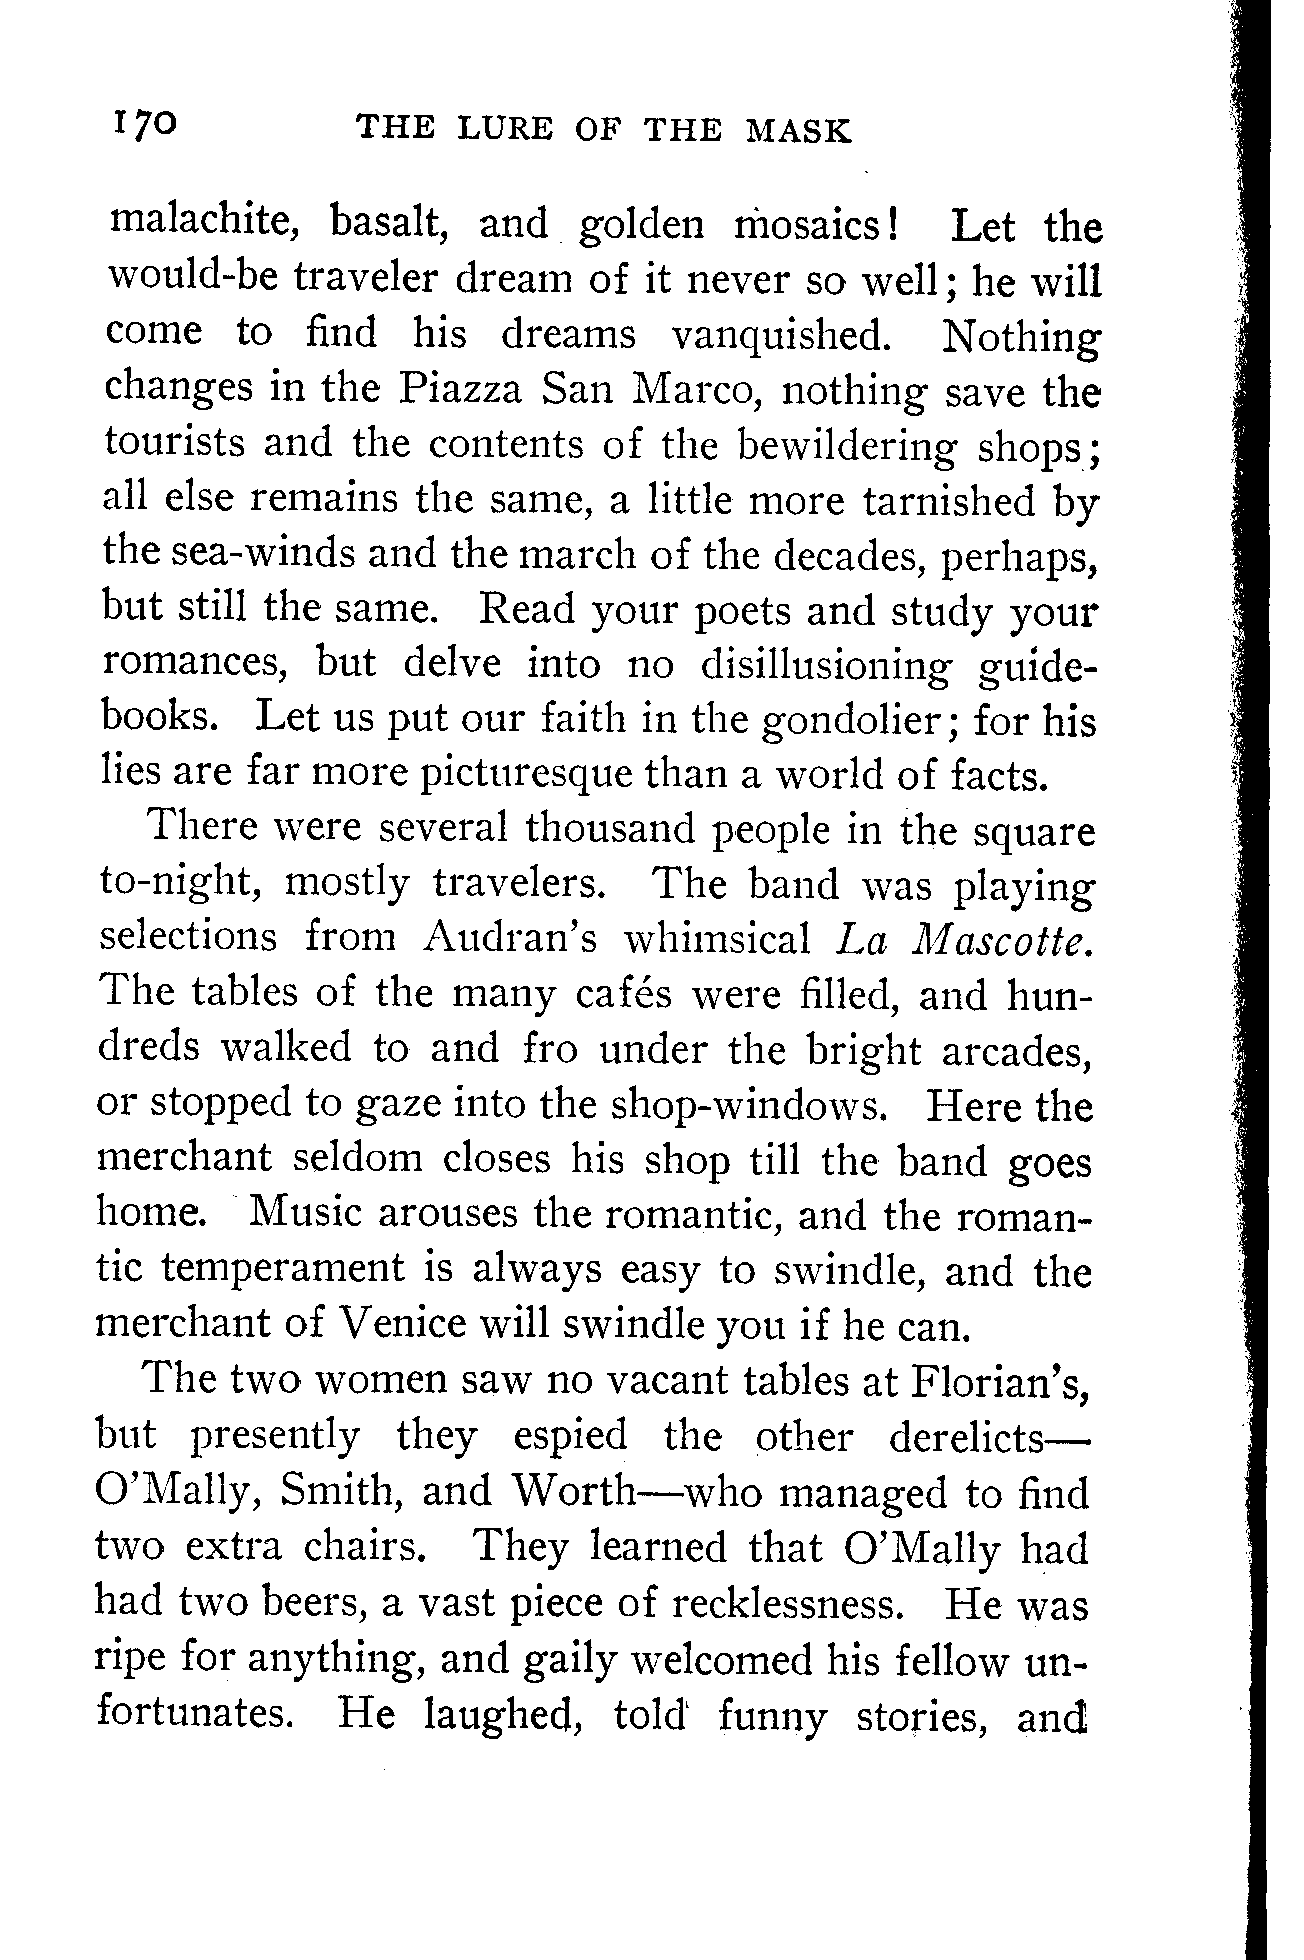 170 THE LURE OF THE MASK
malachite, basalt, and golden mosaics! Let the
would-be traveler dream of it never so well; he will
come to find his dreams vanquished. Nothing
changes in the Piazza San Marco, nothing save the
tourists and the contents of the bewildering shops;
all else remains the same, a little more tarnished by
the sea-winds and the march of the decades, perhaps,
but still the same. Read your poets and study your
romances, but delve into no disillusioning guide-
books. Let us put our faith in the gondolier; for his
lies are far more picturesque than a world of facts.
There were several thousand people in the square
to-night, mostly travelers. The band was playing
selections from Audran's whimsical La Mascotte.
The tables of the many cafés were filled, and hun-
dreds walked to and fro under the bright arcades,
or stopped to gaze into the shop-windows. Here the
merchant seldom closes his shop till the band goes
home. Music arouses the romantic, and the roman-
tic temperament is always easy to swindle, and the
merchant of Venice will swindle you if he can.
The two women saw no vacant tables at Florian's,
but presently they espied the other derelicts—
O'Mally, Smith, and Worth—who managed to find
two extra chairs. They learned that O'Mally had
had two beers, a vast piece of recklessness. He was
ripe for anything, and gaily welcomed his fellow un-
fortunates. He laughed, told funny stories, and